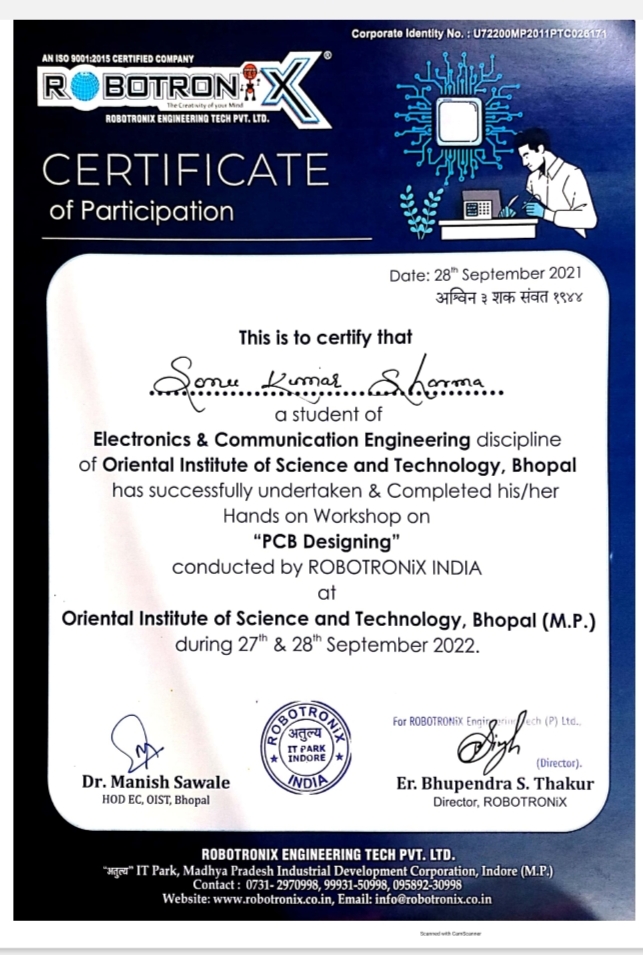 Corporate Identity No. : U72200MP2011PTC026171
AN ISO 9001:2015 CERTIFIED COMPANY
ROBOTRONiX
®
The Creativity of your Mind
ROBOTRONIX ENGINEERING TECH PVT. LTD.
CERTIFICATE
of Participation
Date: 28th September 2021
अश्विन ३ शक संवत १९४४
This is to certify that
Sonu Kumar Sharma
a student of
Electronics & Communication Engineering discipline
of Oriental Institute of Science and Technology, Bhopal
has successfully undertaken & Completed his/her
Hands on Workshop on
“PCB Designing”
conducted by ROBOTRONiX INDIA
at
Oriental Institute of Science and Technology, Bhopal (M.P.)
during 27th & 28th September 2022.
ROBOTRONIX
अतुल्य
IT PARK
INDORE
INDIA
For ROBOTRONiX Engineering Tech (P) Ltd..
Singh
(Director).
Dr. Manish Sawale
HOD EC, OIST, Bhopal
Er. Bhupendra S. Thakur
Director, ROBOTRONiX
ROBOTRONIX ENGINEERING TECH PVT. LTD.
“अतुल्य” IT Park, Madhya Pradesh Industrial Development Corporation, Indore (M.P.)
Contact : 0731- 2970998, 99931-50998, 095892-30998
Website: www.robotronix.co.in, Email: info@robotronix.co.in
Scanned with CamScanner